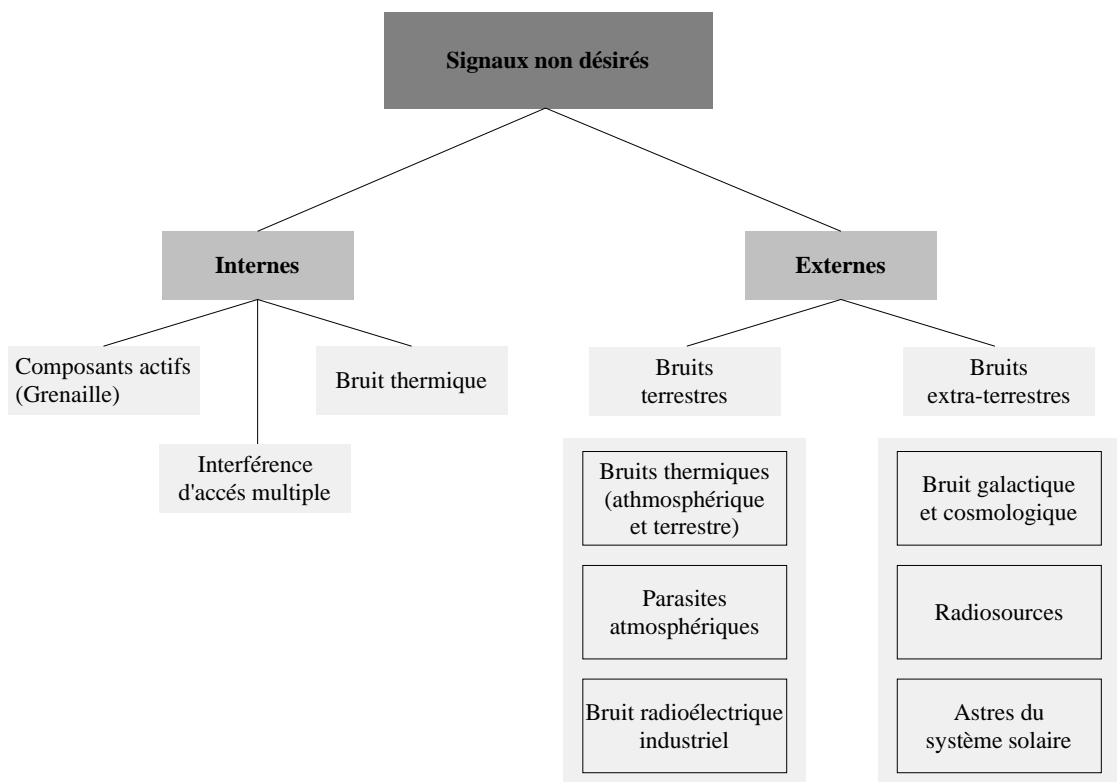 Signaux non désirés
Internes
Externes
Composants actifs
(Grenaille)
Bruit thermique
Interférence
d'accés multiple
Bruits
terrestres
Bruits
extra-terrestres
Bruits thermiques
(athmosphérique
et terrestre)
Parasites
atmosphériques
Bruit radioélectrique
industriel
Bruit galactique
et cosmologique
Radiosources
Astres du
système solaire